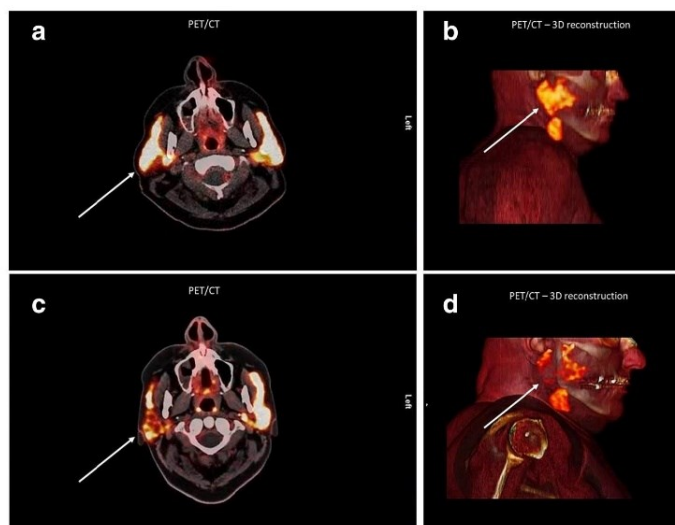 a
PET/CT
Left
b
PET/CT – 3D reconstruction
c
PET/CT
Left
d
PET/CT – 3D reconstruction